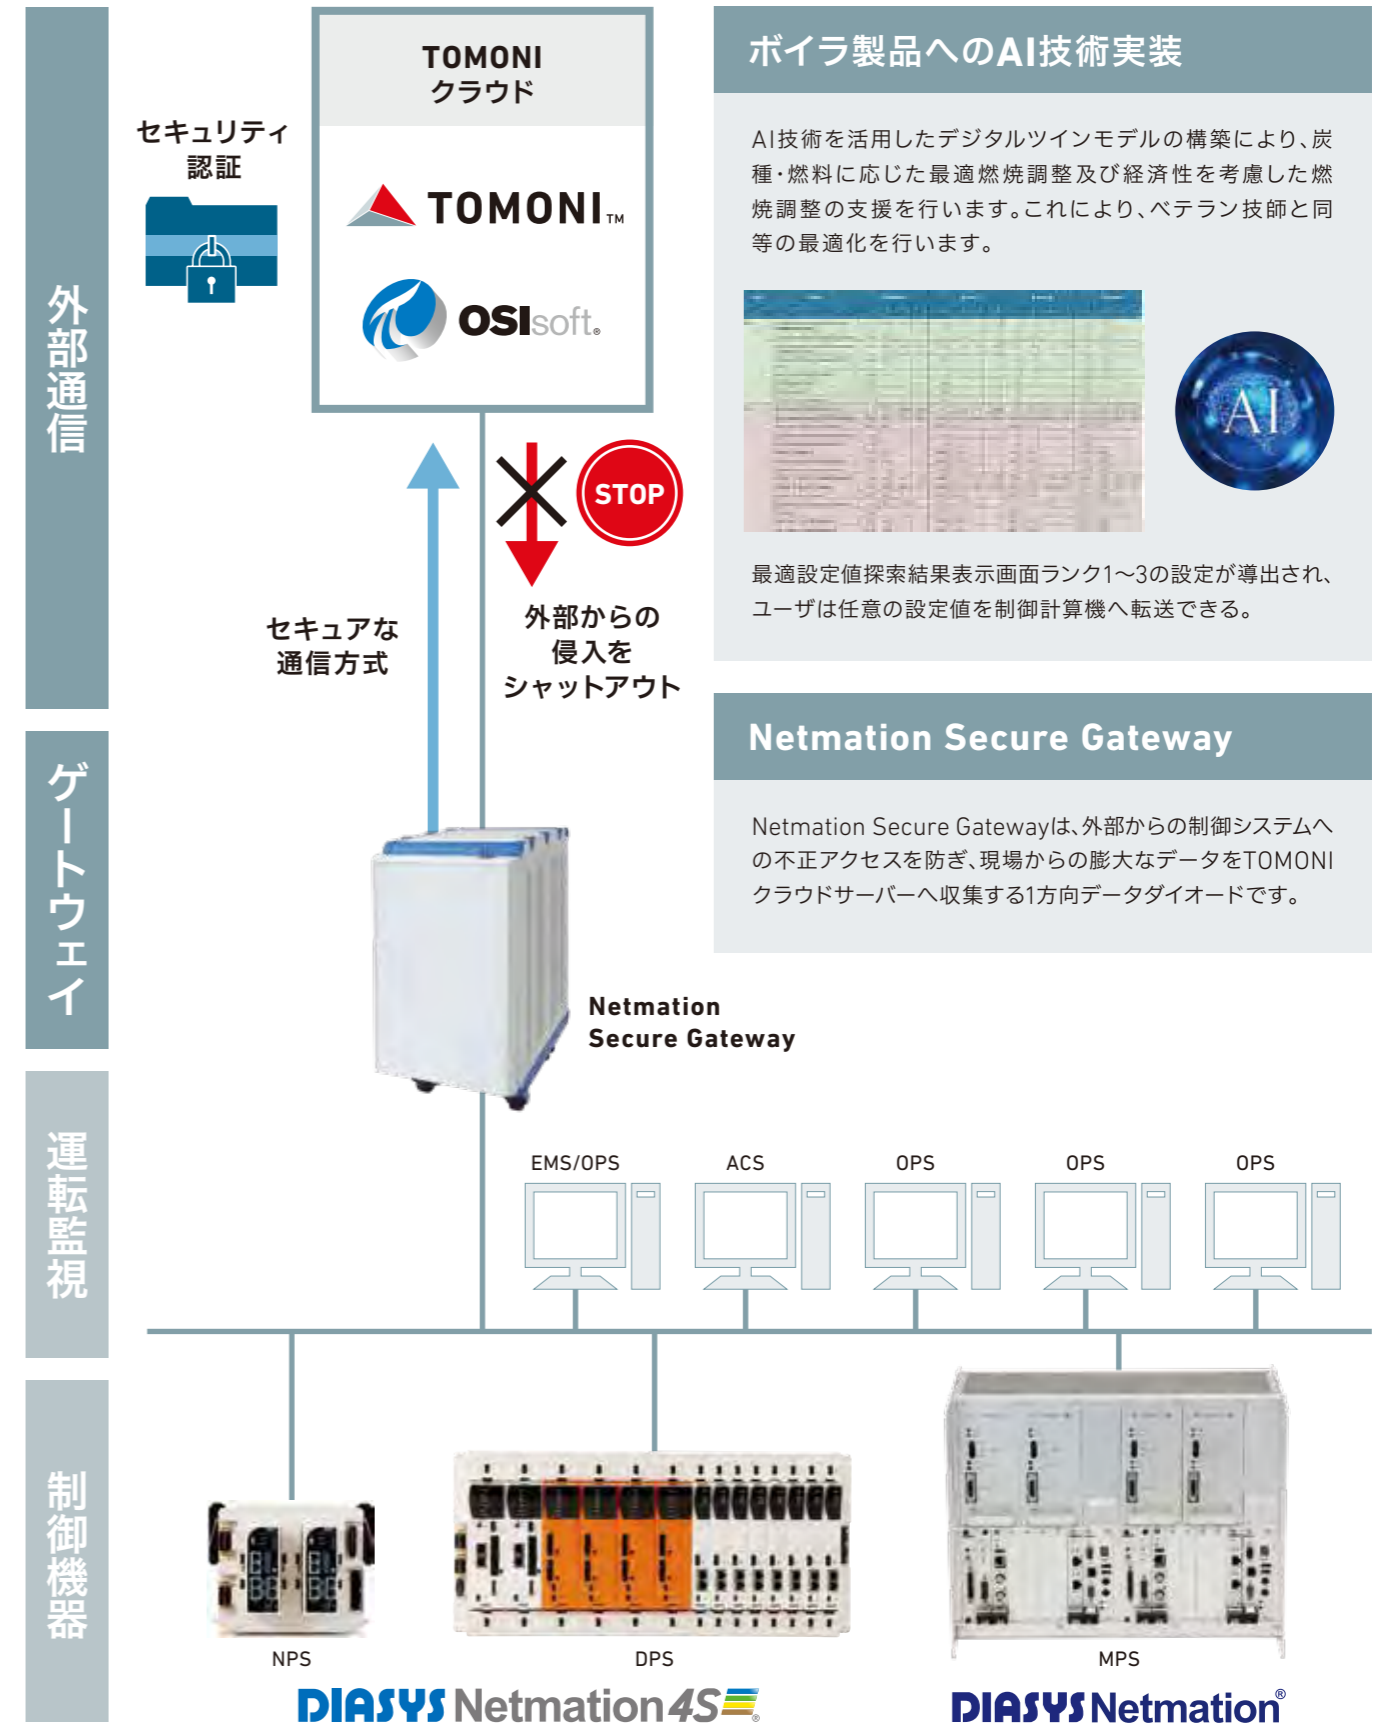 外部通信
セキュリティ
認証
TOMONI
クラウド
TOMONI™
OSIsoft®
STOP
セキュアな
通信方式
外部からの
侵入を
シャットアウト
ボイラ製品へのAI技術実装
AI技術を活用したデジタルツインモデルの構築により、炭
種・燃料に応じた最適燃焼調整及び経済性を考慮した燃
焼調整の支援を行います。これにより、ベテラン技師と同
等の最適化を行います。
AI
最適設定値探索結果表示画面ランク1～3の設定が導出され、
ユーザは任意の設定値を制御計算機へ転送できる。
ゲートウェイ
Netmation Secure Gateway
Netmation Secure Gatewayは、外部からの制御システムへ
の不正アクセスを防ぎ、現場からの膨大なデータをTOMONI
クラウドサーバーへ収集する1方向データダイオードです。
Netmation
Secure Gateway
運転監視
EMS/OPS
ACS
OPS
OPS
OPS
制御機器
NPS
DPS
MPS
DIASYS Netmation4S®
DIASYS Netmation®